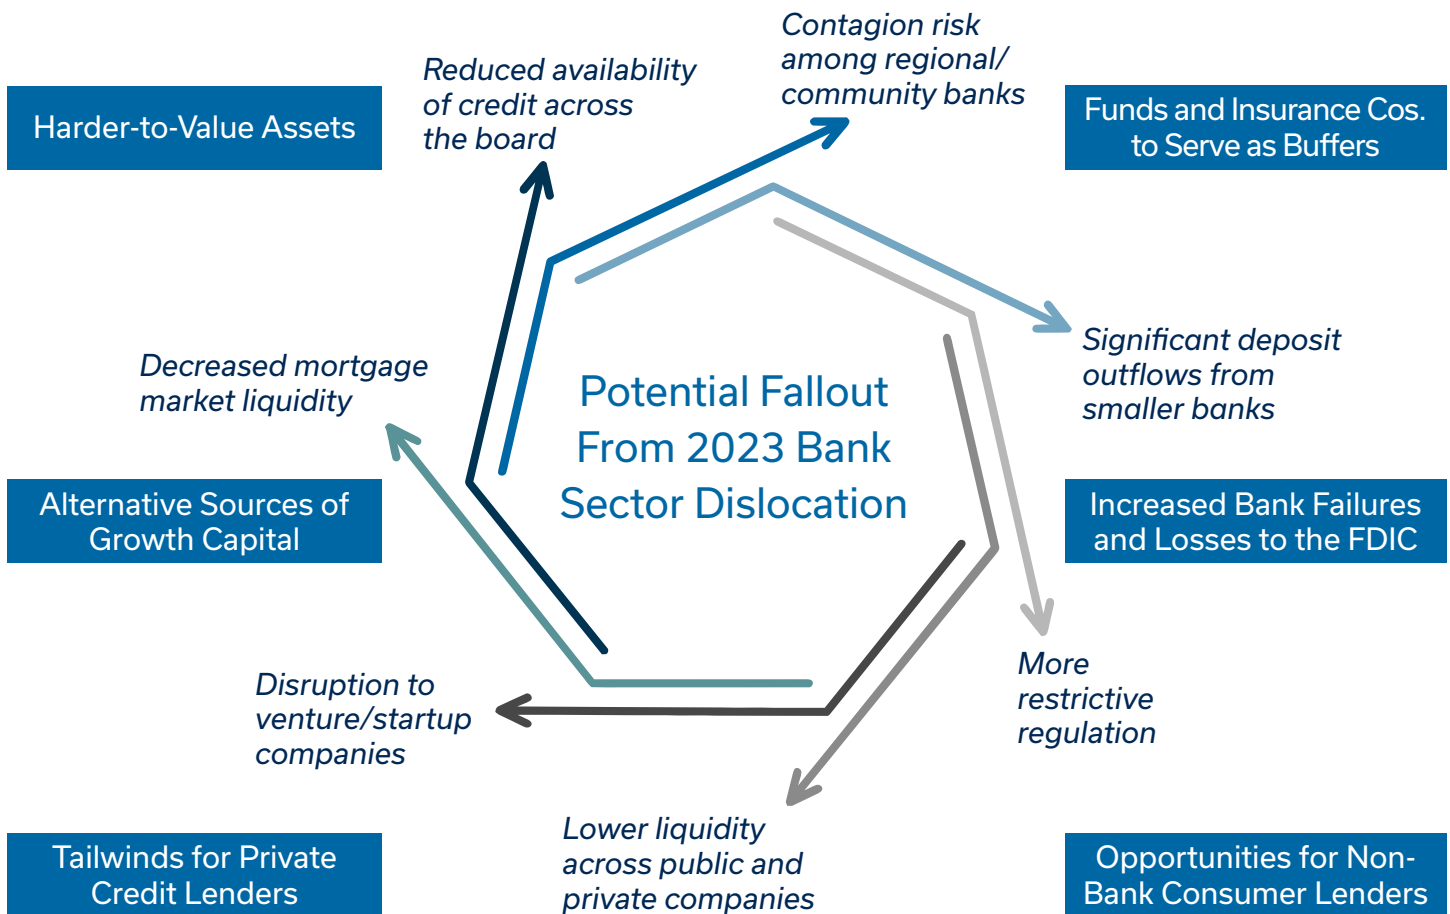 Contagion risk
among regional/
community banks
Reduced availability
of credit across
the board
Harder-to-Value Assets
Funds and Insurance Cos.
to Serve as Buffers
Significant deposit
outflows from
smaller banks
Decreased mortgage
market liquidity
Potential Fallout
From 2023 Bank
Sector Dislocation
Alternative Sources of
Growth Capital
Increased Bank Failures
and Losses to the FDIC
More
restrictive
regulation
Disruption to
venture/startup
companies
Lower liquidity
across public and
private companies
Tailwinds for Private
Credit Lenders
Opportunities for Non-
Bank Consumer Lenders